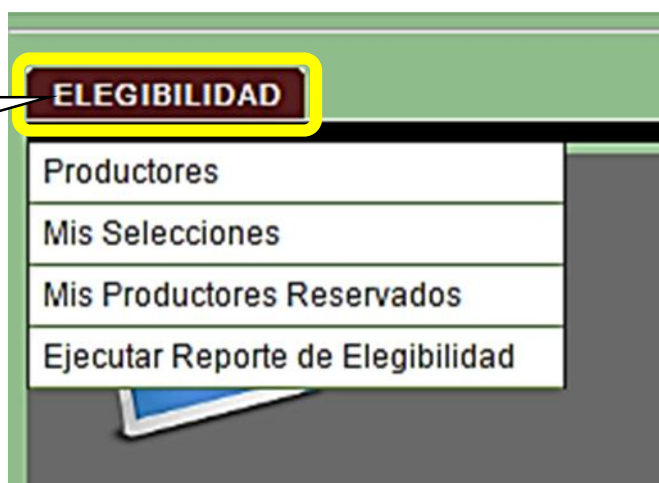 ELEGIBILIDAD
Productores
Mis Selecciones
Mis Productores Reservados
Ejecutar Reporte de Elegibilidad